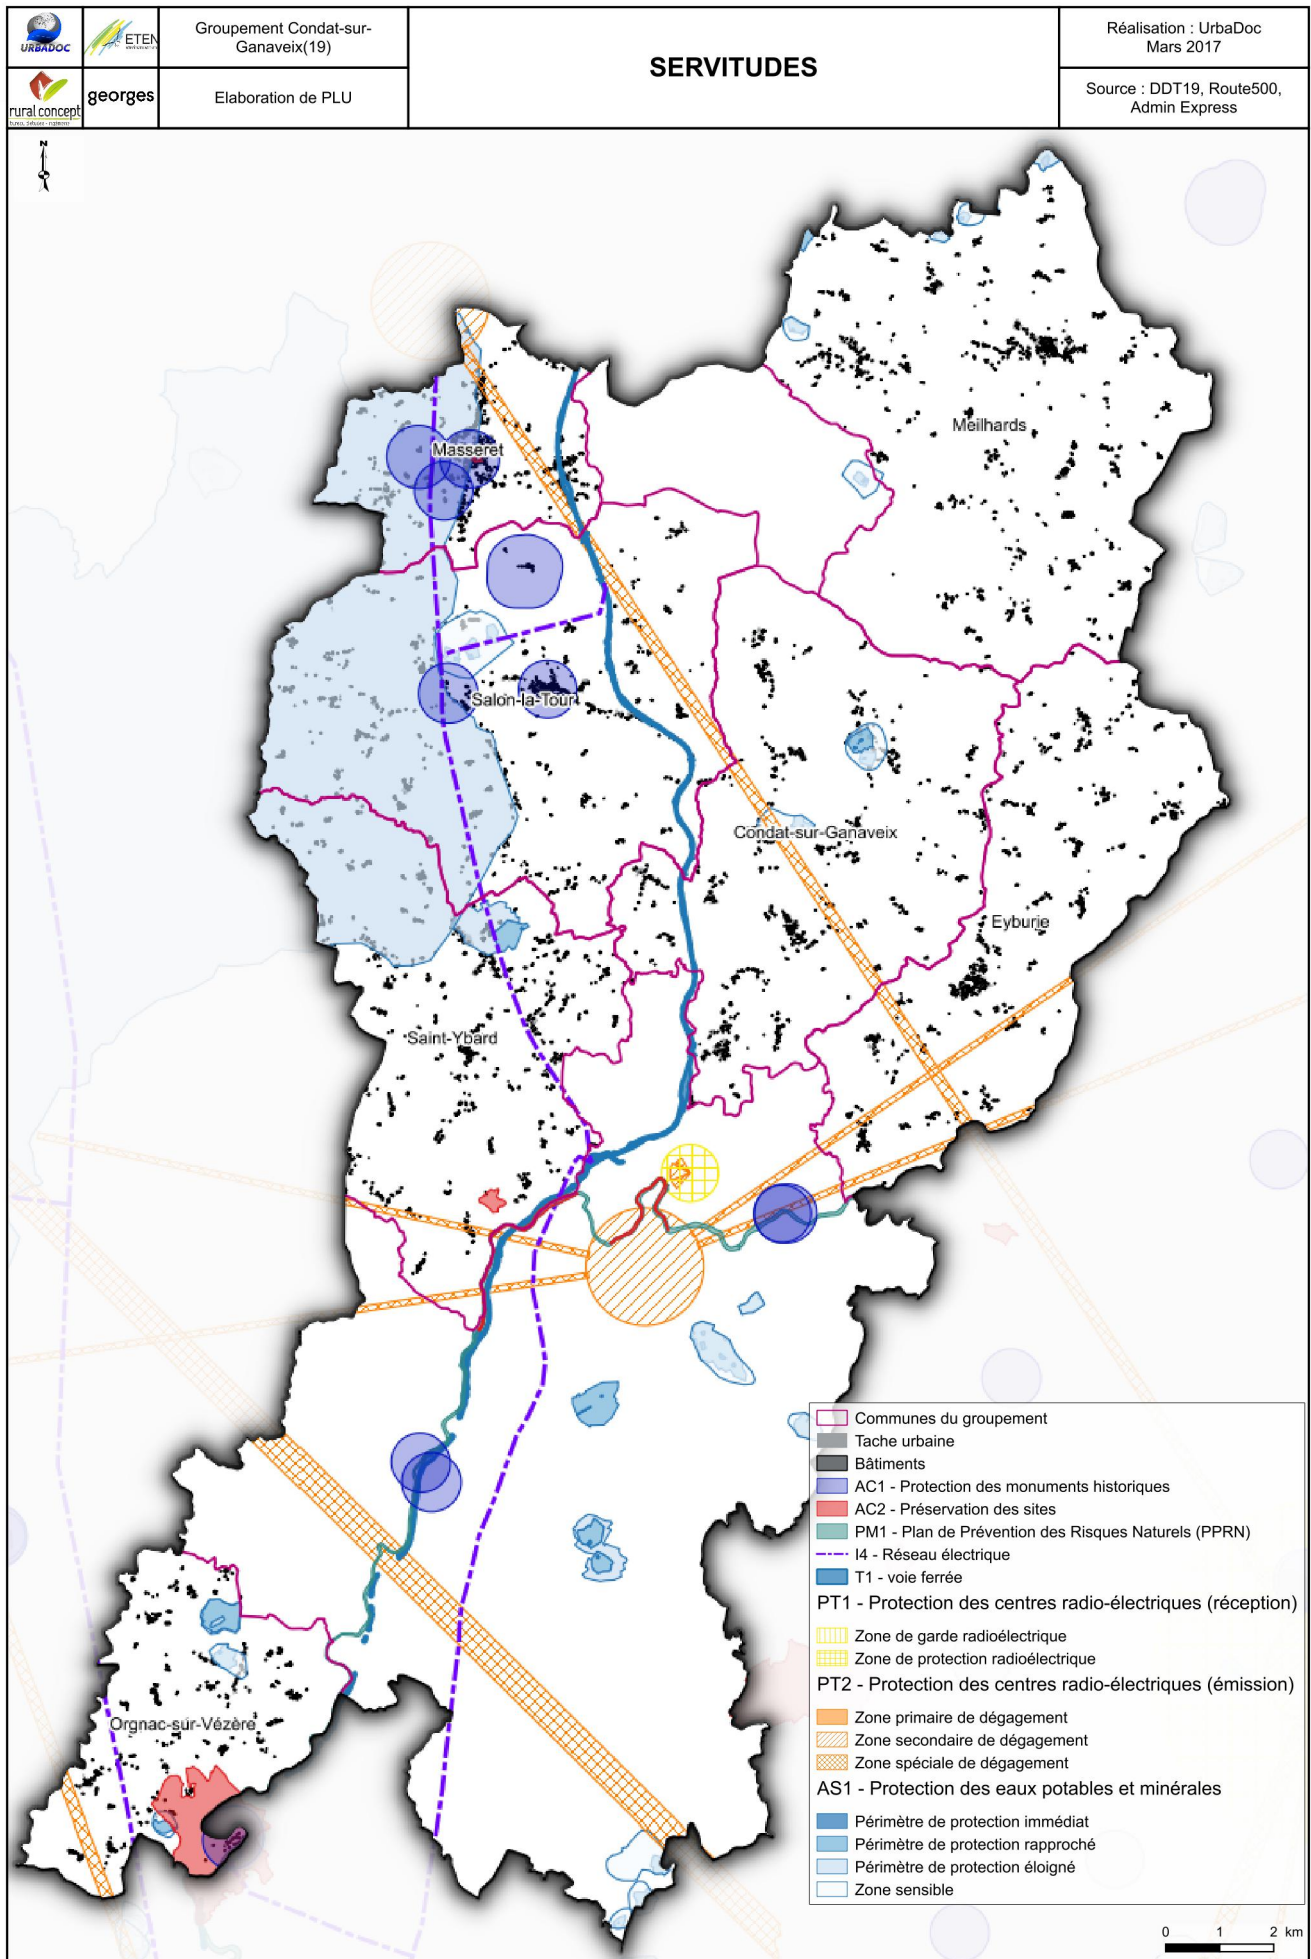 URBADOC
ETEN
environnement
Groupement Condat-sur-
Ganaveix(19)
SERVITUDES
Réalisation : UrbaDoc
Mars 2017
rural concept
georges
Elaboration de PLU
Source : DDT19, Route500,
Admin Express
N
Meilhards
Masseret
Salon-la-Tour
Condat-sur-Ganaveix
Eyburie
Saint-Ybard
Orgnac-sur-Vézère
Communes du groupement
Tache urbaine
Bâtiments
AC1 - Protection des monuments historiques
AC2 - Préservation des sites
PM1 - Plan de Prévention des Risques Naturels (PPRN)
I4 - Réseau électrique
T1 - voie ferrée
PT1 - Protection des centres radio-électriques (réception)
Zone de garde radioélectrique
Zone de protection radioélectrique
PT2 - Protection des centres radio-électriques (émission)
Zone primaire de dégagement
Zone secondaire de dégagement
Zone spéciale de dégagement
AS1 - Protection des eaux potables et minérales
Périmètre de protection immédiat
Périmètre de protection rapproché
Périmètre de protection éloigné
Zone sensible
0 1 2 km